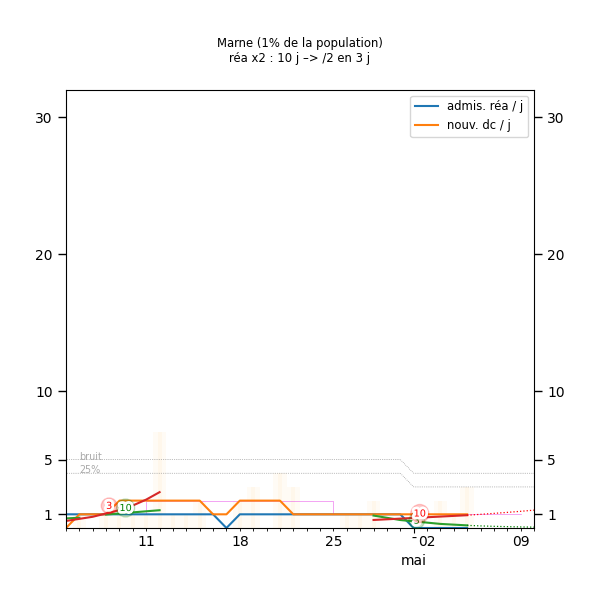 Marne (1% de la population)
réa x2 : 10 j –> /2 en 3 j
admis. réa / j
nouv. dc / j
30 30
20 20
10 10
5 5
1 1
bruit
25%
3 10
10
11 18 25 02 09
mai